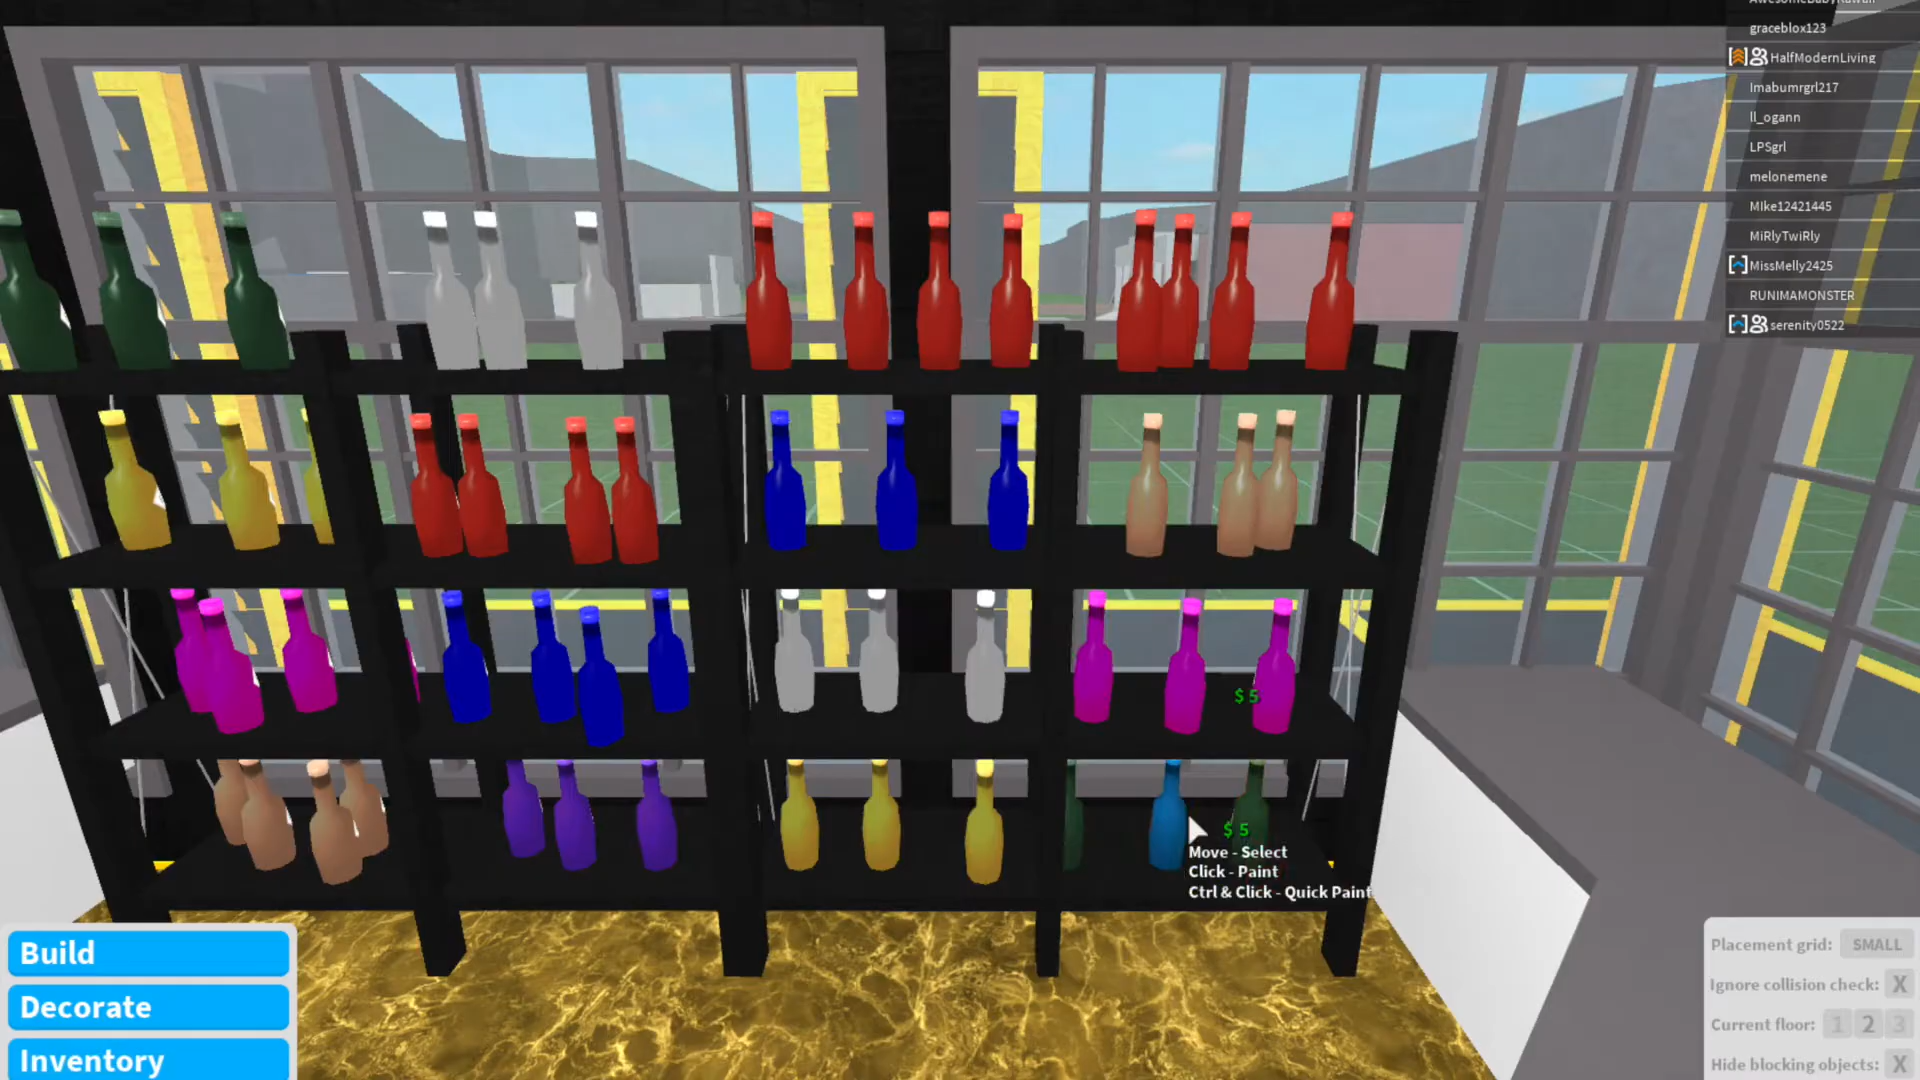 graceblox123
HalfModernLiving
Imabumrgrl217
ll_ogann
LPSgrl
melonemene
MIke12421445
MiRlyTwiRly
MissMelly2425
RUNIMAMONSTER
serenity0522
$ 5
$ 5
Move - Select
Click - Paint
Ctrl & Click - Quick Paint
Build
Decorate
Inventory
Placement grid: SMALL
Ignore collision check: X
Current floor: 1 2 3
Hide blocking objects: X